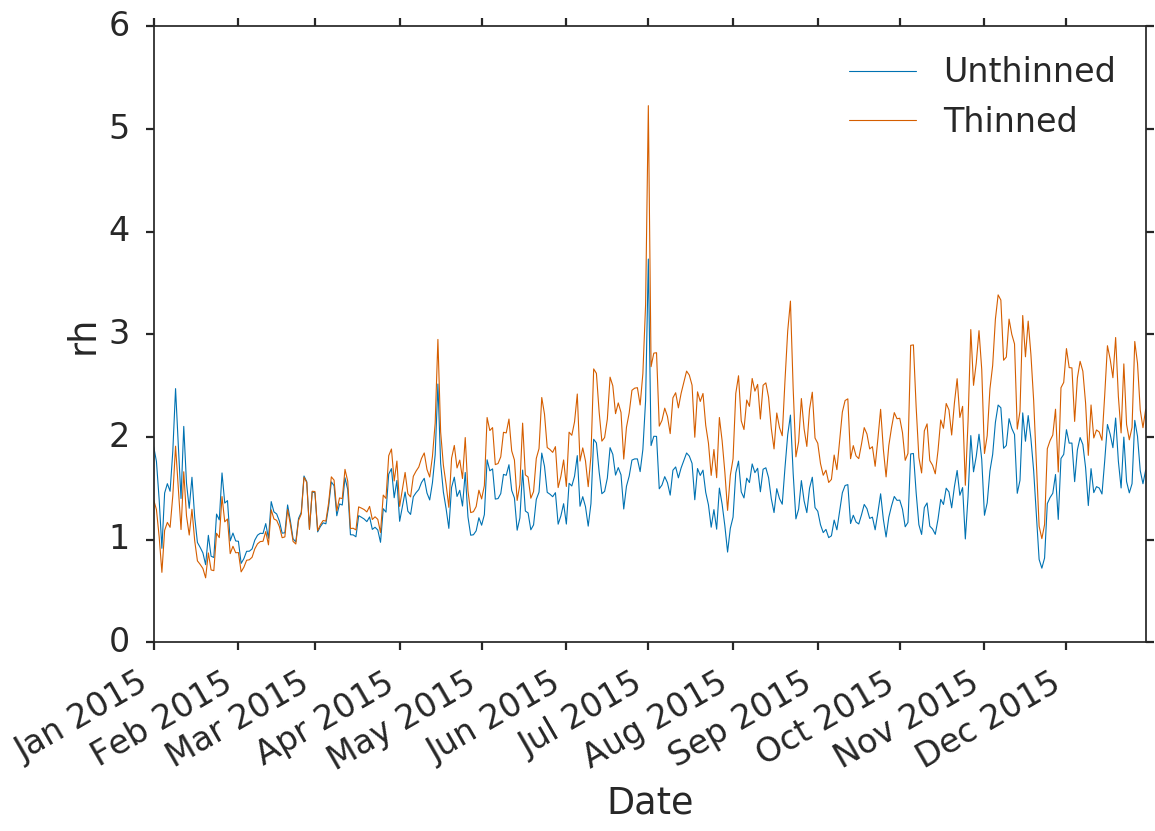 6
5
4
3
2
1
0
rh
Unthinned
Thinned
Jan 2015
Feb 2015
Mar 2015
Apr 2015
May 2015
Jun 2015
Jul 2015
Aug 2015
Sep 2015
Oct 2015
Nov 2015
Dec 2015
Date